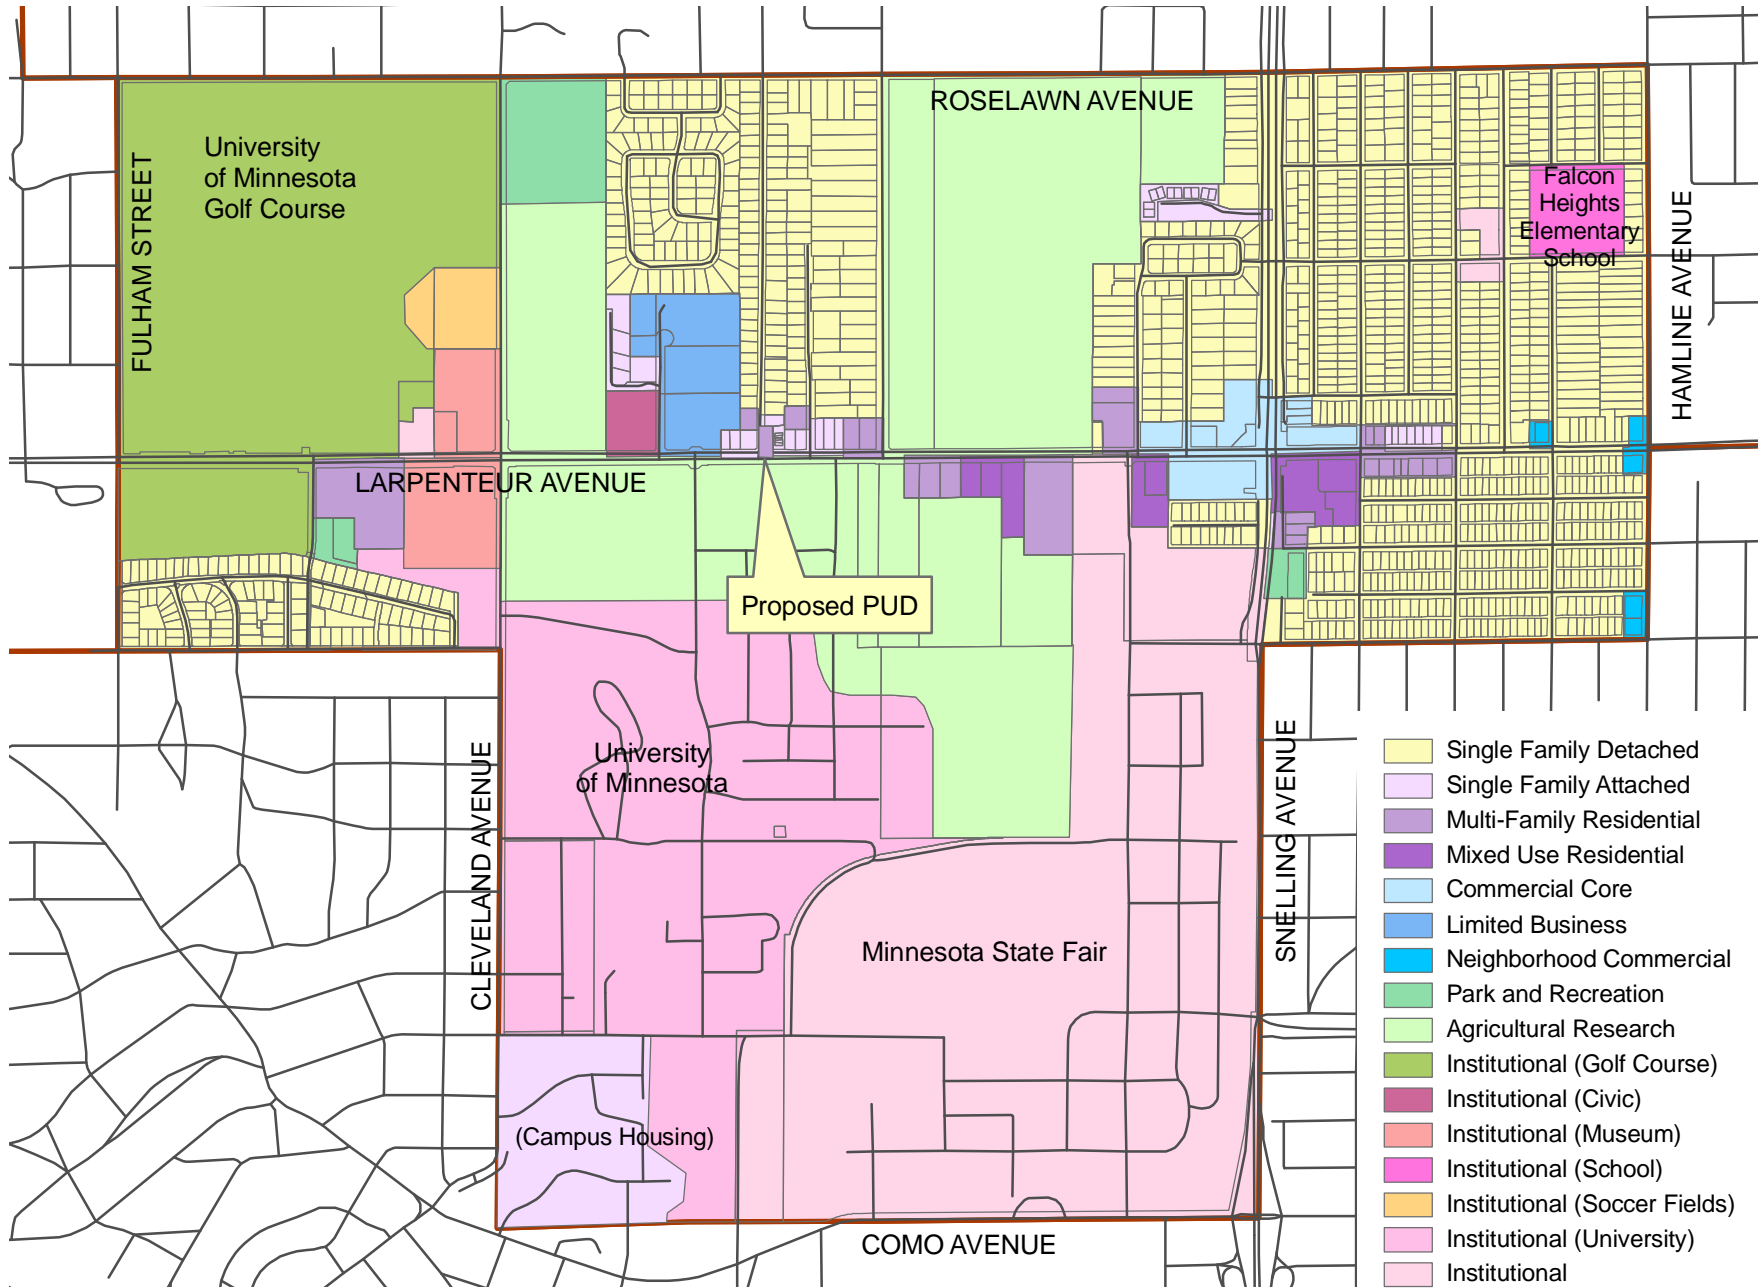 ROSELAWN AVENUE
University
of Minnesota
Golf Course
FULHAM STREET
Falcon
Heights
Elementary
School
HAMLINE AVENUE
LARPENTEUR AVENUE
Proposed PUD
University
of Minnesota
CLEVELAND AVENUE
SNELLING AVENUE
Minnesota State Fair
(Campus Housing)
COMO AVENUE
Single Family Detached
Single Family Attached
Multi-Family Residential
Mixed Use Residential
Commercial Core
Limited Business
Neighborhood Commercial
Park and Recreation
Agricultural Research
Institutional (Golf Course)
Institutional (Civic)
Institutional (Museum)
Institutional (School)
Institutional (Soccer Fields)
Institutional (University)
Institutional